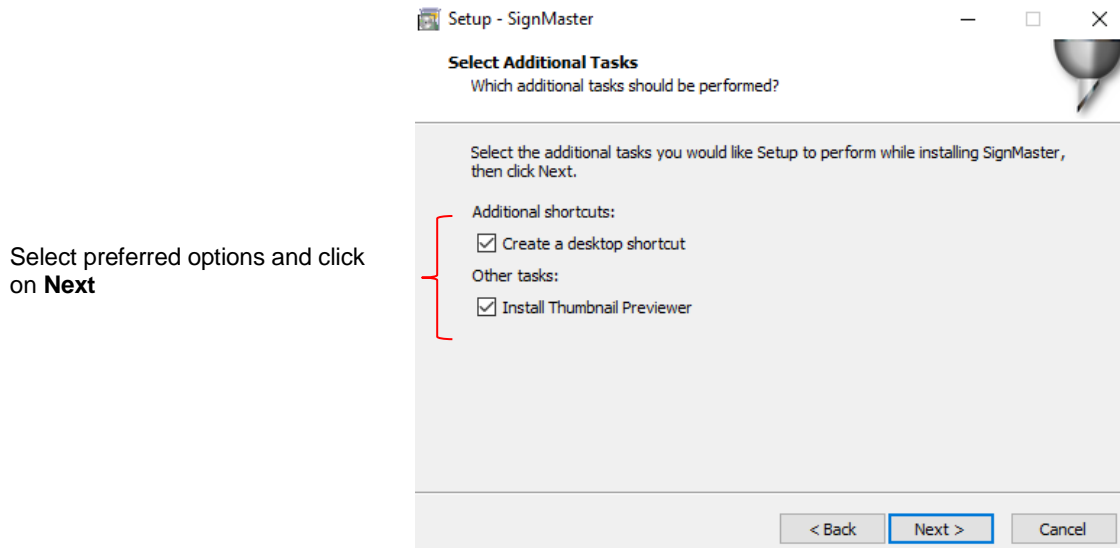 Setup - SignMaster
Select Additional Tasks
Which additional tasks should be performed?
Select the additional tasks you would like Setup to perform while installing SignMaster,
then click Next.
Additional shortcuts:
Create a desktop shortcut
Other tasks:
Install Thumbnail Previewer
Select preferred options and click
on Next
< Back
Next >
Cancel